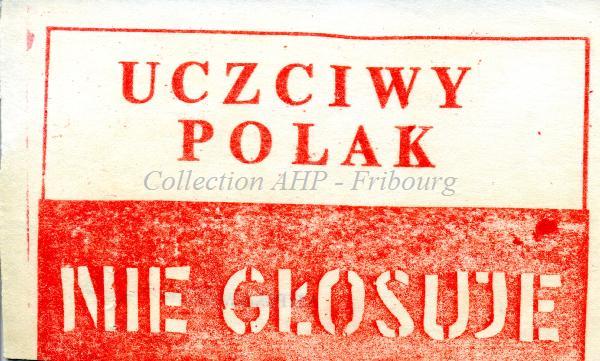 UCZCIWY
POLAK
Collection AHP - Fribourg
NIE GŁOSUJE